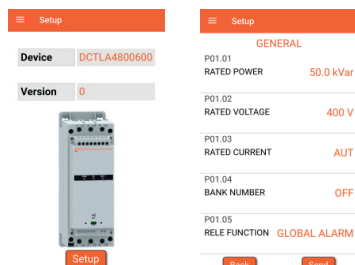 Setup
Device DCTLA4800600
Version 0
Setup
Setup
GENERAL
P01.01
RATED POWER 50.0 kVar
P01.02
RATED VOLTAGE 400 V
P01.03
RATED CURRENT AUT
P01.04
BANK NUMBER OFF
P01.05
RELE FUNCTION GLOBAL ALARM
Back Send